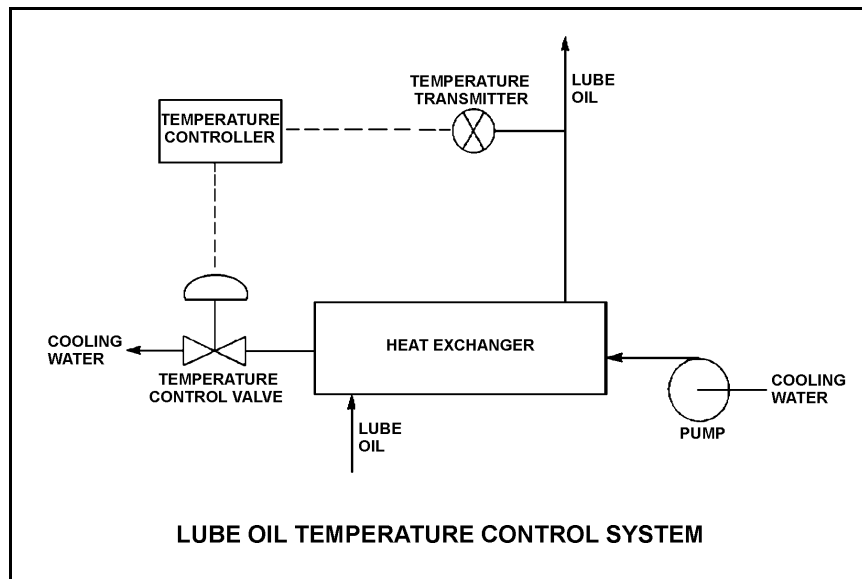 TEMPERATURE
TRANSMITTER
LUBE
OIL
TEMPERATURE
CONTROLLER
HEAT EXCHANGER
COOLING
WATER
TEMPERATURE
CONTROL VALVE
COOLING
WATER
PUMP
LUBE
OIL
LUBE OIL TEMPERATURE CONTROL SYSTEM